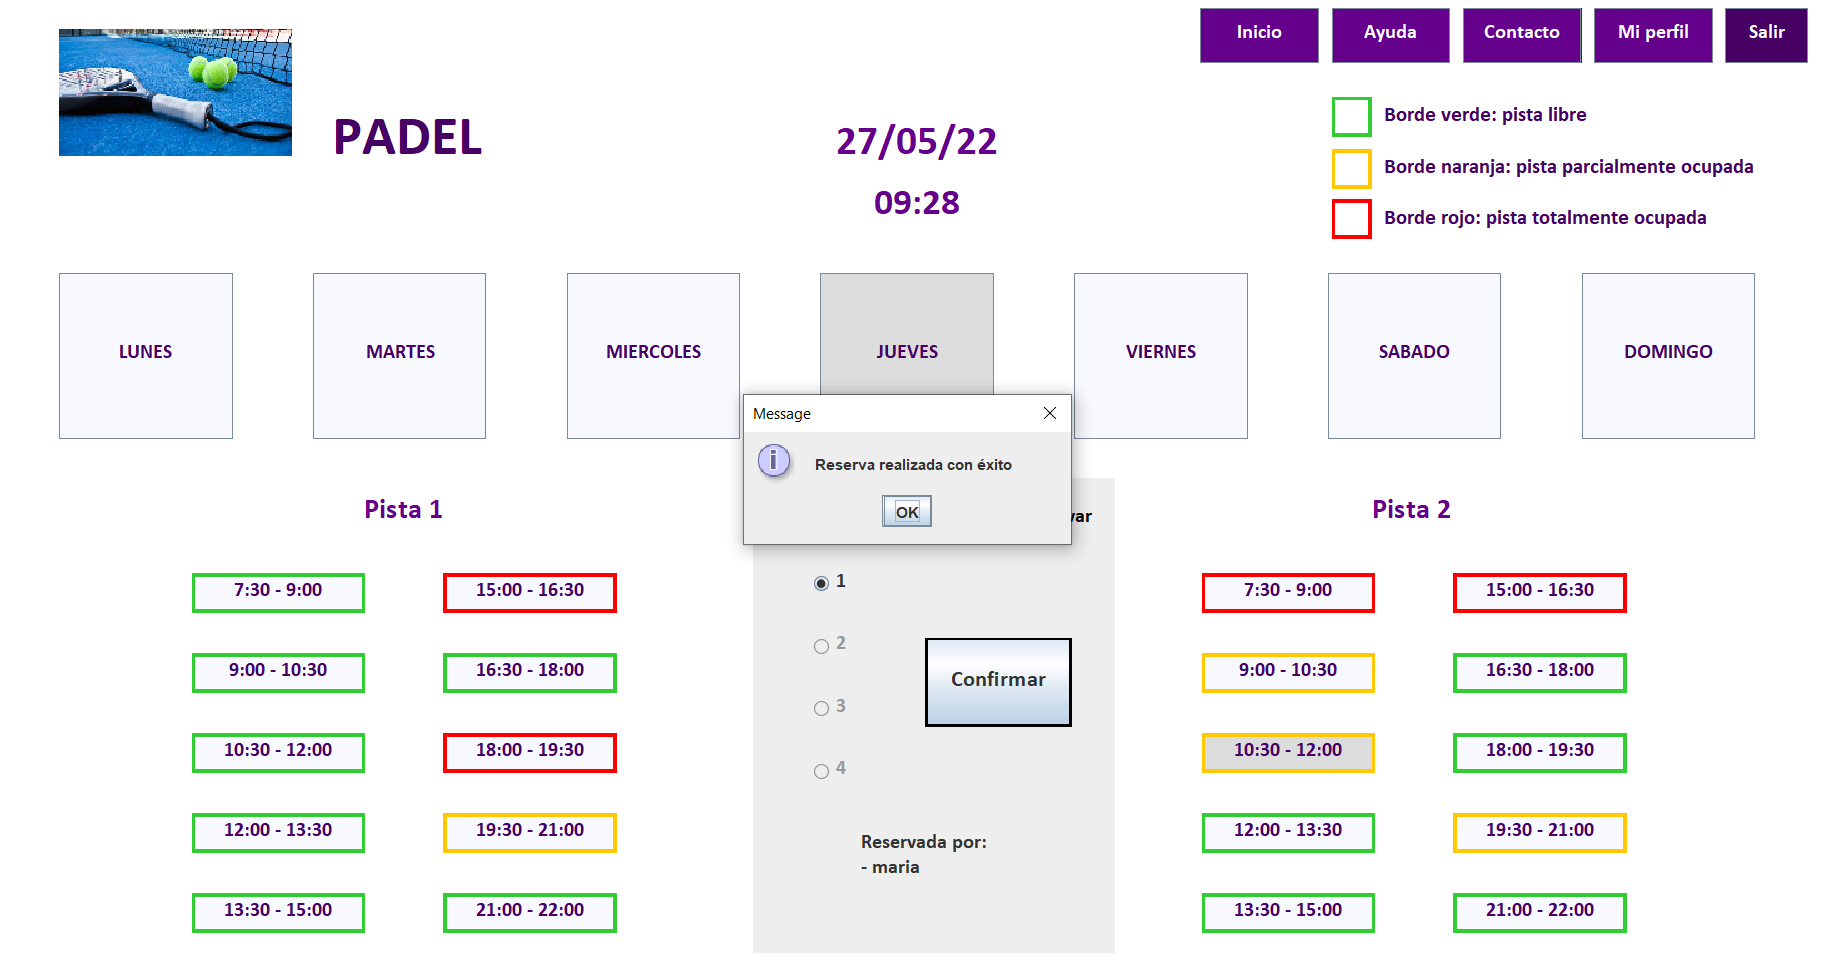 Inicio
Ayuda
Contacto
Mi perfil
Salir
PADEL
27/05/22
09:28
Borde verde: pista libre
Borde naranja: pista parcialmente ocupada
Borde rojo: pista totalmente ocupada
LUNES
MARTES
MIERCOLES
JUEVES
VIERNES
SABADO
DOMINGO
Message
Reserva realizada con éxito
OK
Pista 1
7:30 - 9:00
15:00 - 16:30
9:00 - 10:30
16:30 - 18:00
10:30 - 12:00
18:00 - 19:30
12:00 - 13:30
19:30 - 21:00
13:30 - 15:00
21:00 - 22:00
1
2
3
4
Confirmar
Reservada por:
- maria
Pista 2
7:30 - 9:00
15:00 - 16:30
9:00 - 10:30
16:30 - 18:00
10:30 - 12:00
18:00 - 19:30
12:00 - 13:30
19:30 - 21:00
13:30 - 15:00
21:00 - 22:00